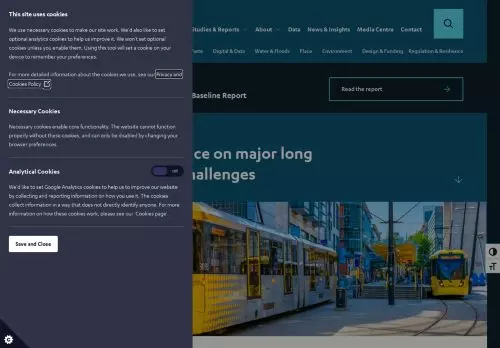 This site uses cookies
We use necessary cookies to make our site work. We'd also like to set
optional analytics cookies to help us improve it. We won't set optional
cookies unless you enable them. Using this tool will set a cookie on your
device to remember your preferences.
For more detailed information about the cookies we use, see our Privacy and
Cookies Policy
Necessary Cookies
Necessary cookies enable core functionality. The website cannot function
properly without these cookies, and can only be disabled by changing your
browser preferences.
Analytical Cookies
Off
We'd like to set Google Analytics cookies to help us to improve our website
by collecting and reporting information on how you use it. The cookies
collect information in a way that does not directly identify anyone. For more
information on how these cookies work, please see our 'Cookies page'
Save and Close
Studies & Reports About Data News & Insights Media Centre Contact
Digital & Data Water & Floods Place Environment Design & Funding Regulation & Resilience
Baseline Report
Read the report
ce on major long
hallenges